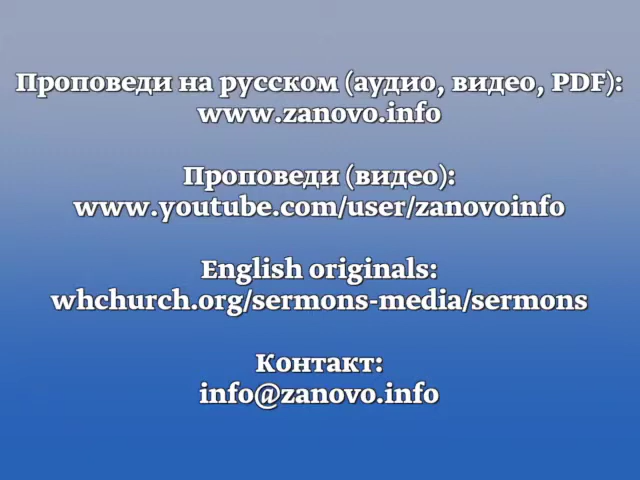 Проповеди на русском (аудио, видео, PDF):
www.zanovo.info
Проповеди (видео):
www.youtube.com/user/zanovoinfo
English originals:
whchurch.org/sermons-media/sermons
Контакт:
info@zanovo.info